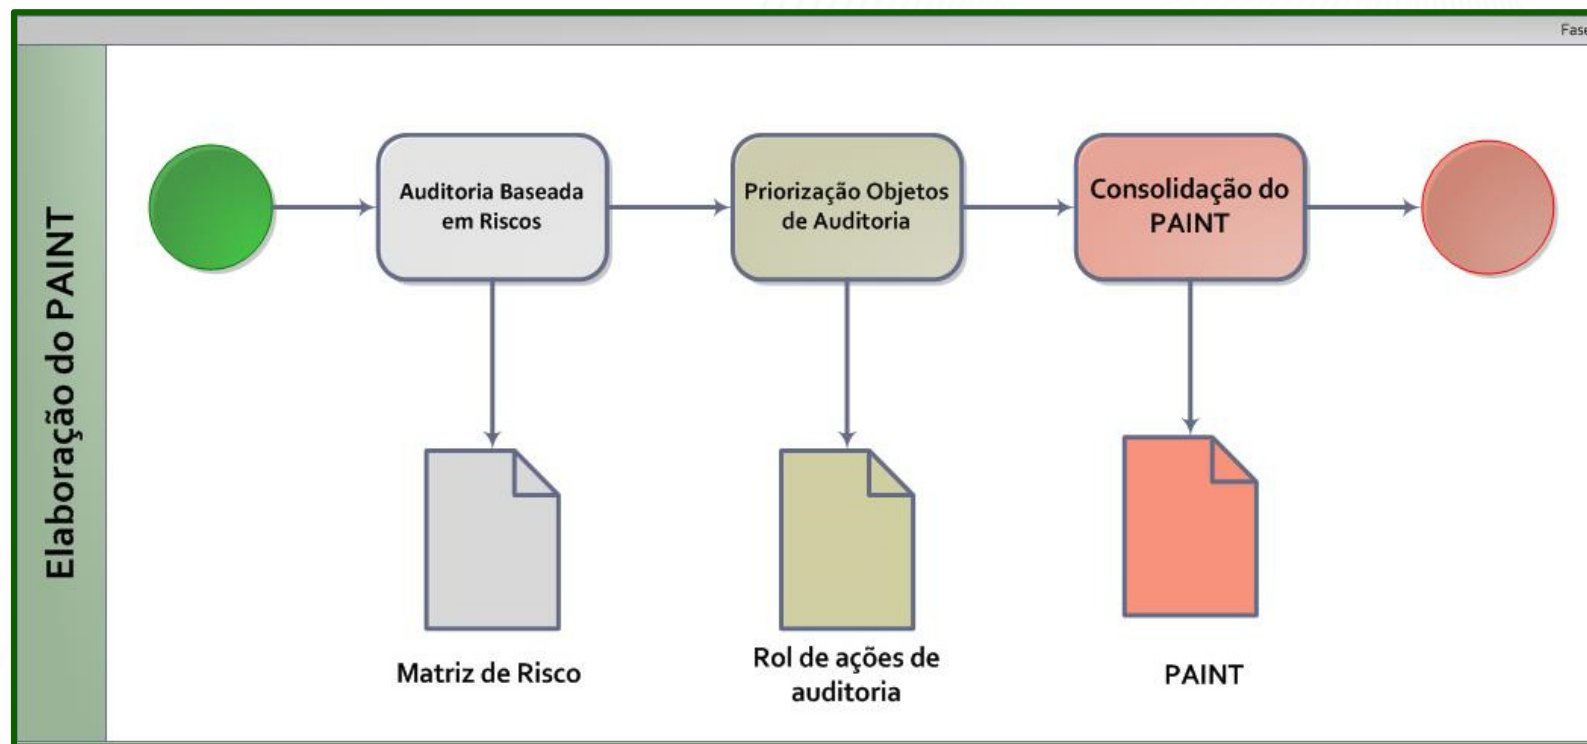 Fase
Elaboração do PAINT
Auditoria Baseada
em Riscos
Priorização Objetos
de Auditoria
Consolidação do
PAINT
Matriz de Risco
Rol de ações de
auditoria
PAINT